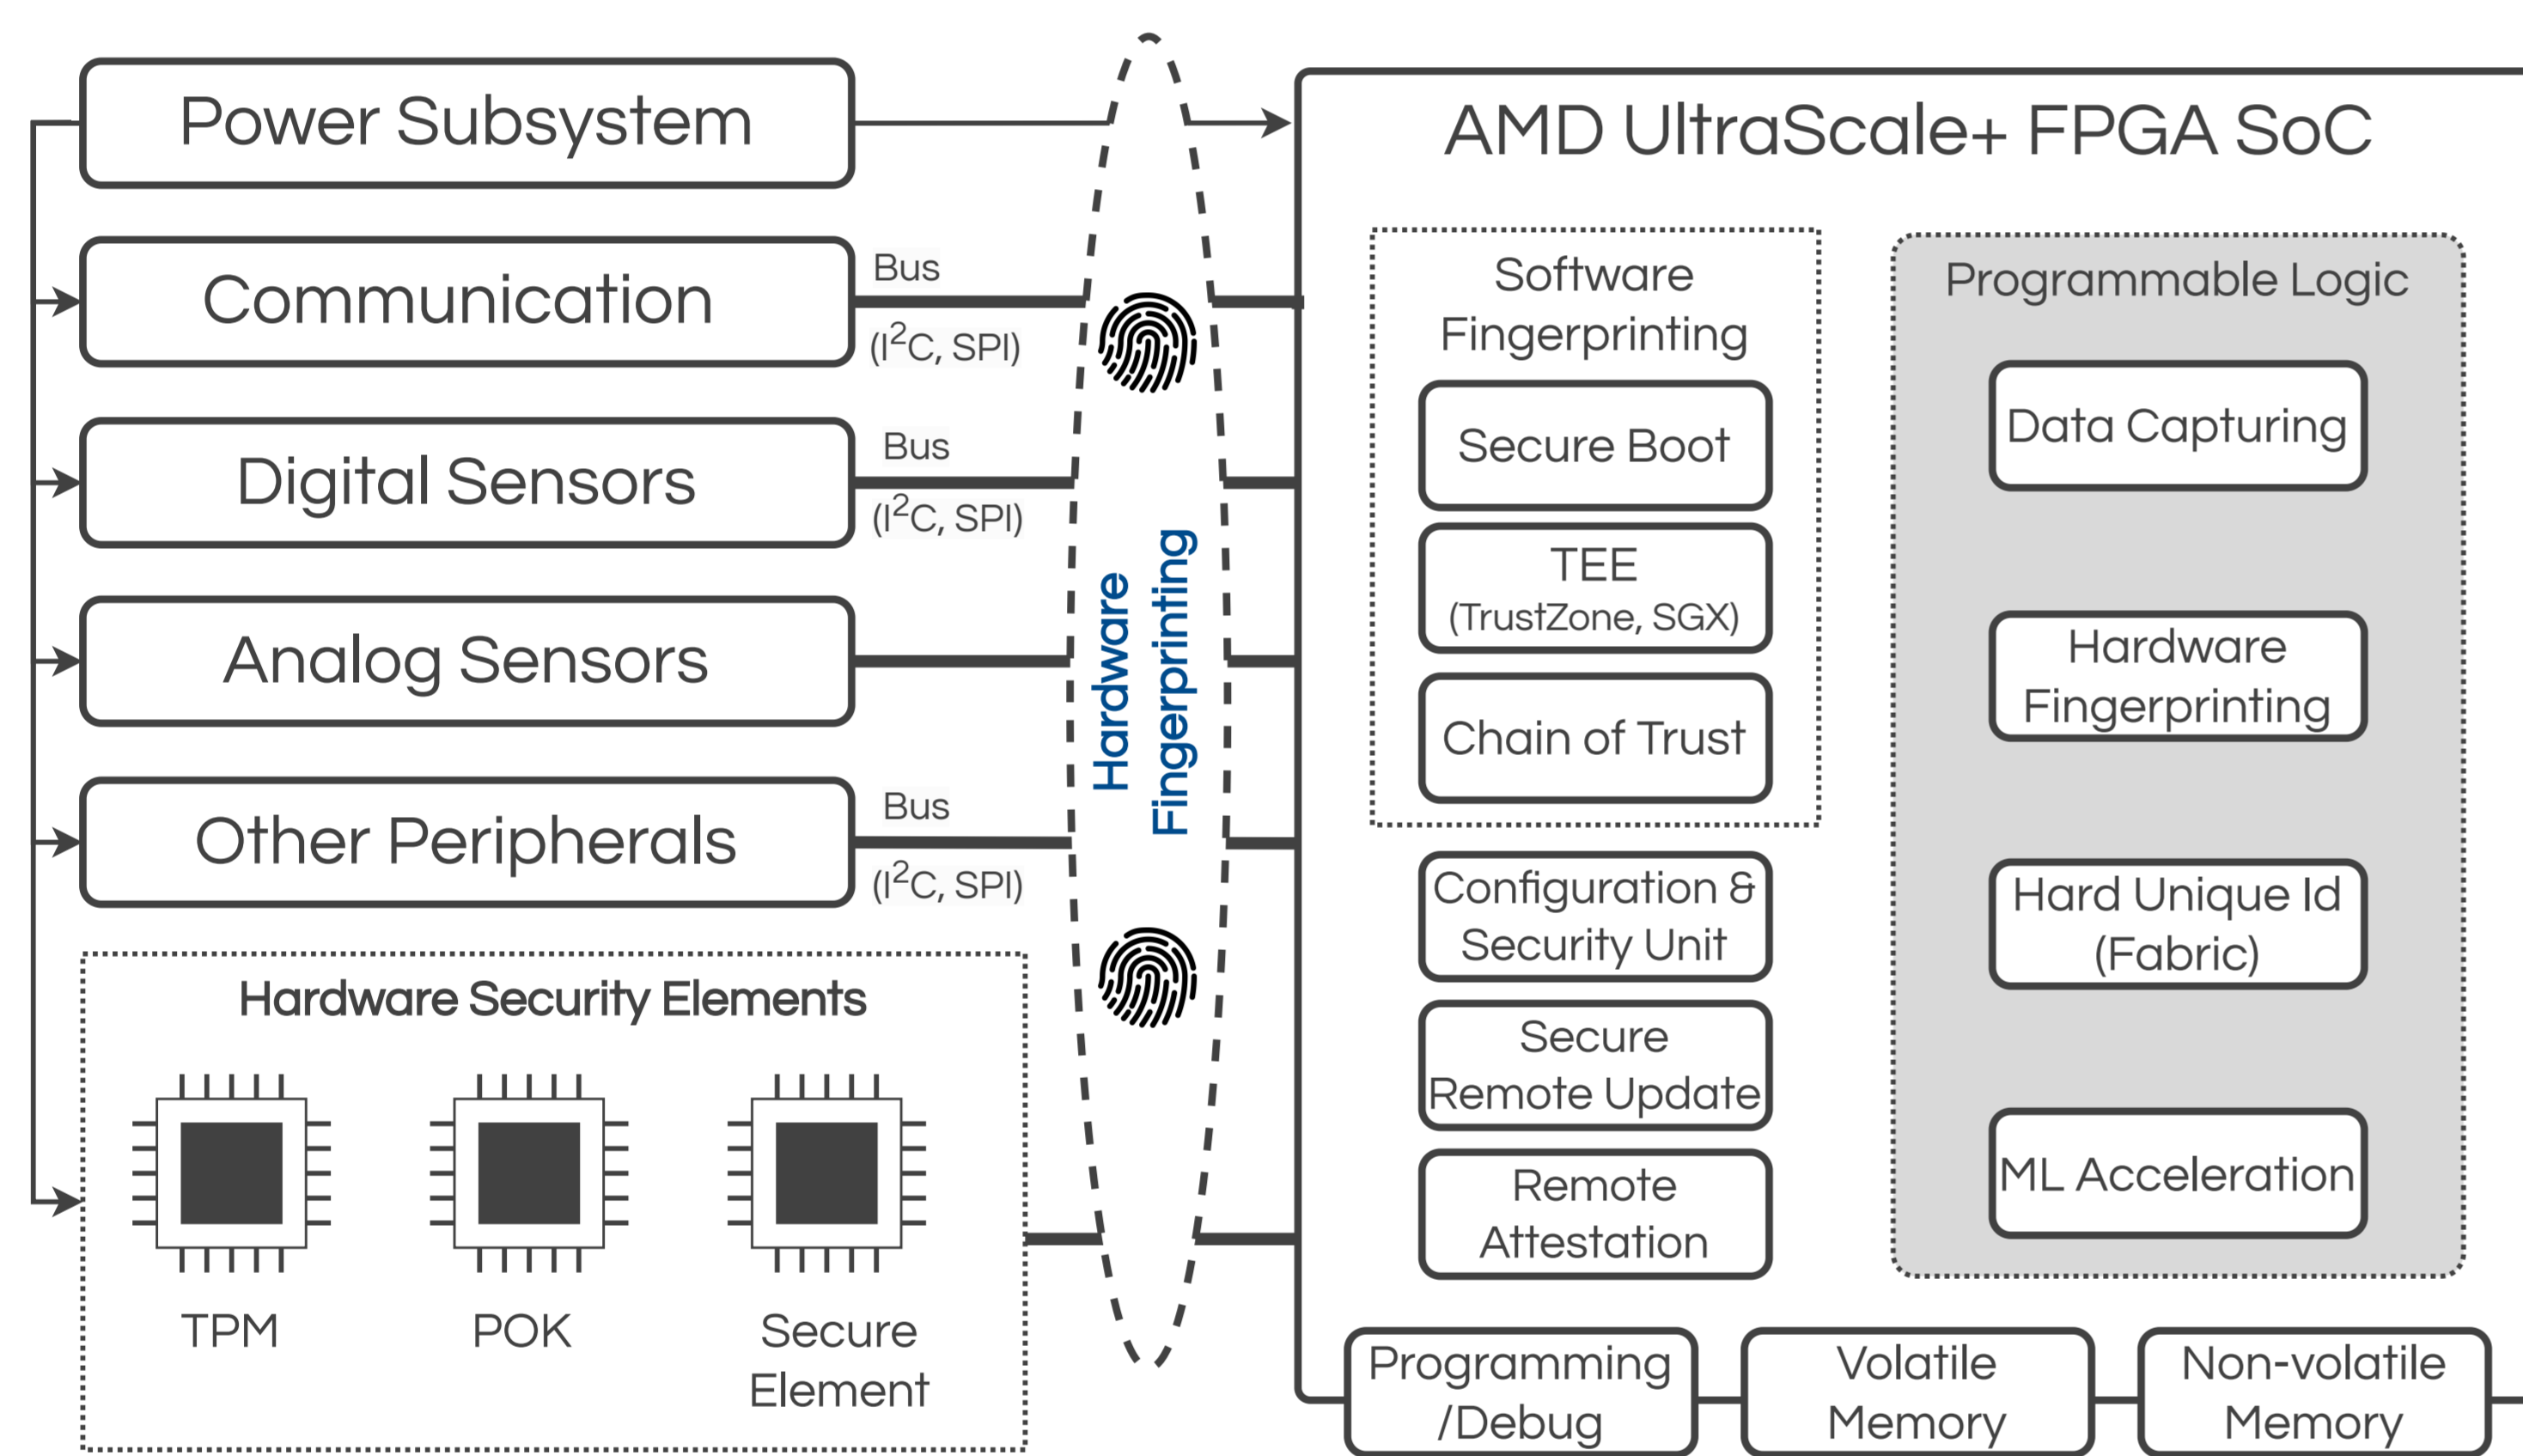 Power Subsystem
Communication
Bus
(I²C, SPI)
Digital Sensors
Bus
(I²C, SPI)
Analog Sensors
Other Peripherals
Bus
(I²C, SPI)
Hardware Security Elements
TPM
POK
Secure
Element
Hardware
Fingerprinting
AMD UltraScale+ FPGA SoC
Software
Fingerprinting
Secure Boot
TEE
(TrustZone, SGX)
Chain of Trust
Configuration &
Security Unit
Secure
Remote Update
Remote
Attestation
Programmable Logic
Data Capturing
Hardware
Fingerprinting
Hard Unique Id
(Fabric)
ML Acceleration
Programming
/Debug
Volatile
Memory
Non-volatile
Memory